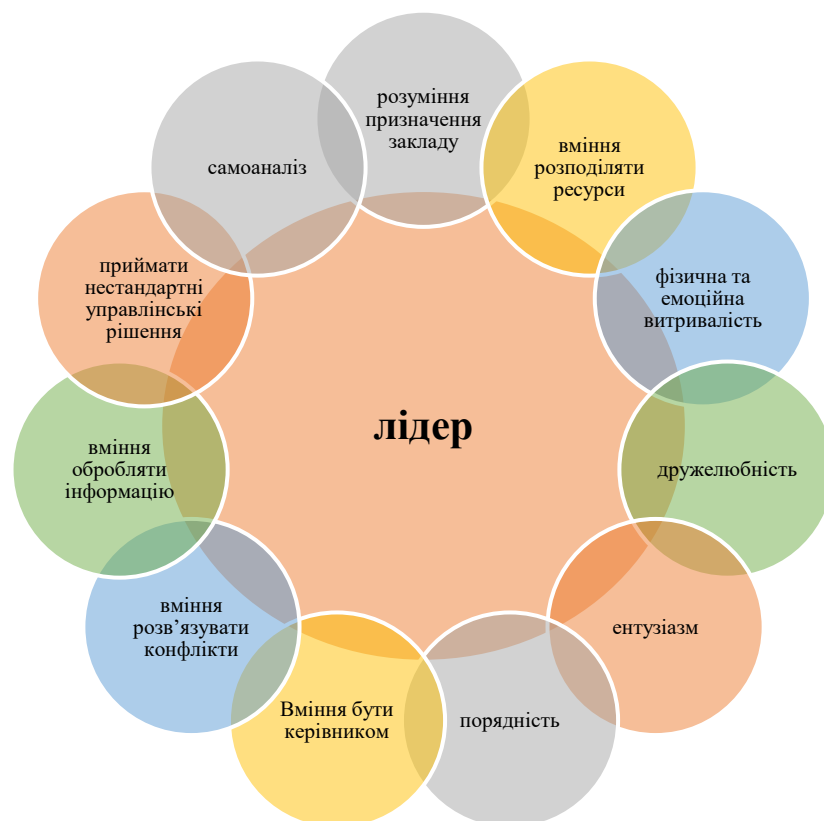 розуміння
призначення
закладу
вміння
розподіляти
ресурси
фізична та
емоційна
витривалість
дружелюбність
ентузіазм
порядність
Вміння бути
керівником
вміння
розв’язувати
конфлікти
вміння
обробляти
інформацію
приймати
нестандартні
управлінські
рішення
самоаналіз
лідер